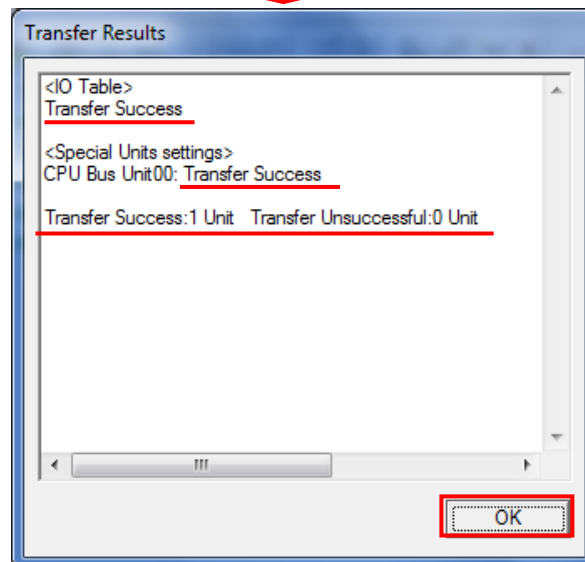 Transfer Results
<IO Table>
Transfer Success
<Special Units settings>
CPU Bus Unit00: Transfer Success
Transfer Success:1 Unit   Transfer Unsuccessful:0 Unit
OK